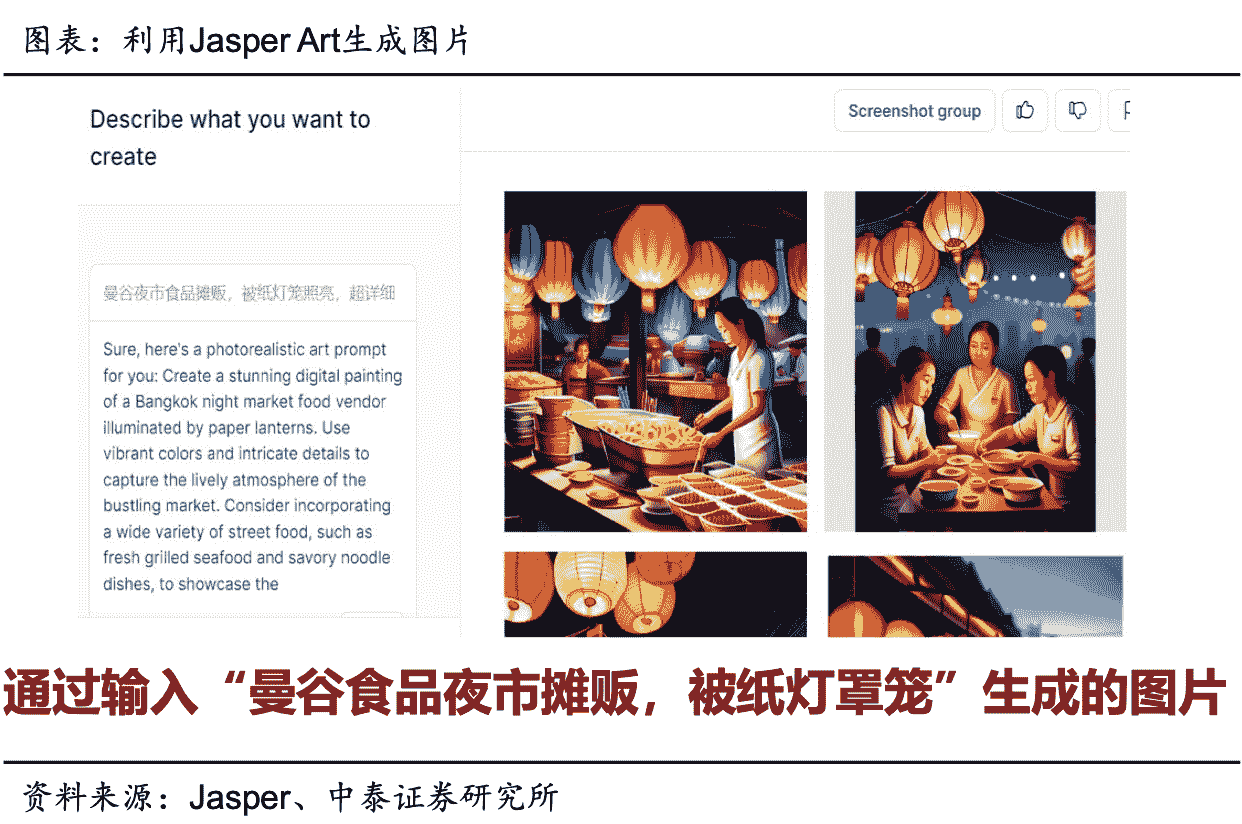 图表：利用Jasper Art生成图片
Describe what you want to
create
Screenshot group
曼谷夜市食品摊贩，被纸灯笼照亮，超详细
Sure, here's a photorealistic art prompt
for you: Create a stunning digital painting
of a Bangkok night market food vendor
illuminated by paper lanterns. Use
vibrant colors and intricate details to
capture the lively atmosphere of the
bustling market. Consider incorporating
a wide variety of street food, such as
fresh grilled seafood and savory noodle
dishes, to showcase the
通过输入“曼谷食品夜市摊贩，被纸灯罩笼”生成的图片
资料来源：Jasper、中泰证券研究所